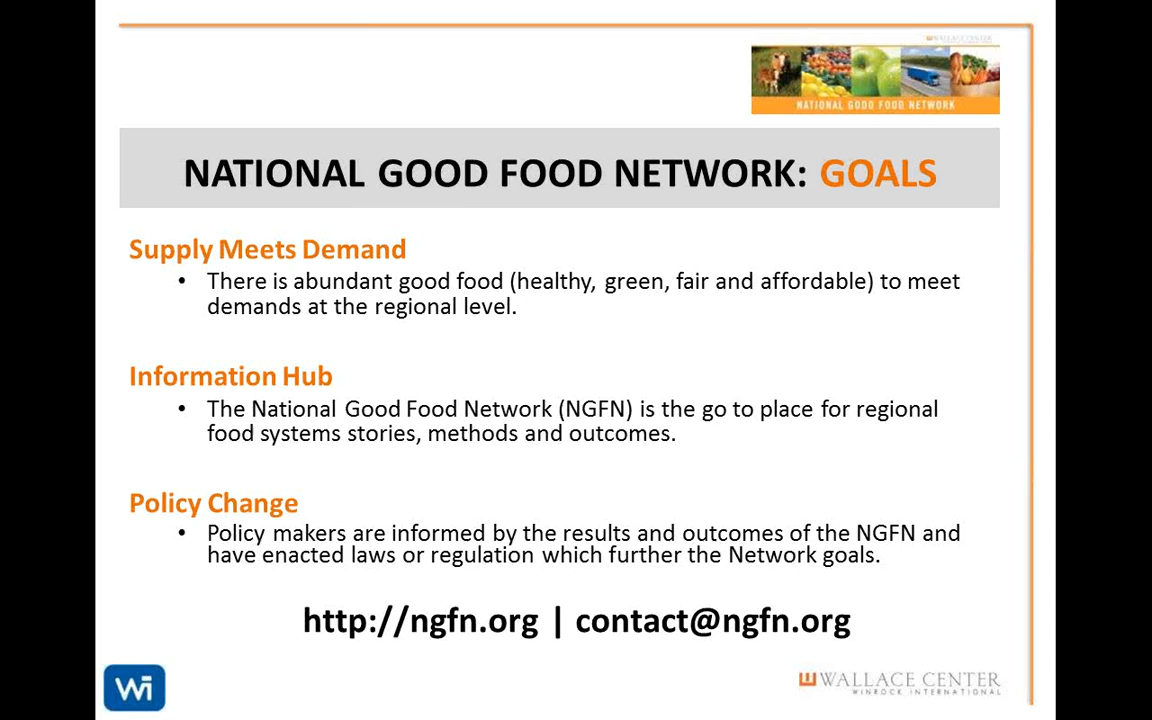 WALLACE CENTER
NATIONAL GOOD FOOD NETWORK
NATIONAL GOOD FOOD NETWORK: GOALS
Supply Meets Demand
• There is abundant good food (healthy, green, fair and affordable) to meet
demands at the regional level.
Information Hub
• The National Good Food Network (NGFN) is the go to place for regional
food systems stories, methods and outcomes.
Policy Change
• Policy makers are informed by the results and outcomes of the NGFN and
have enacted laws or regulation which further the Network goals.
http://ngfn.org | contact@ngfn.org
Wi
WALLACE CENTER
WINROCK INTERNATIONAL